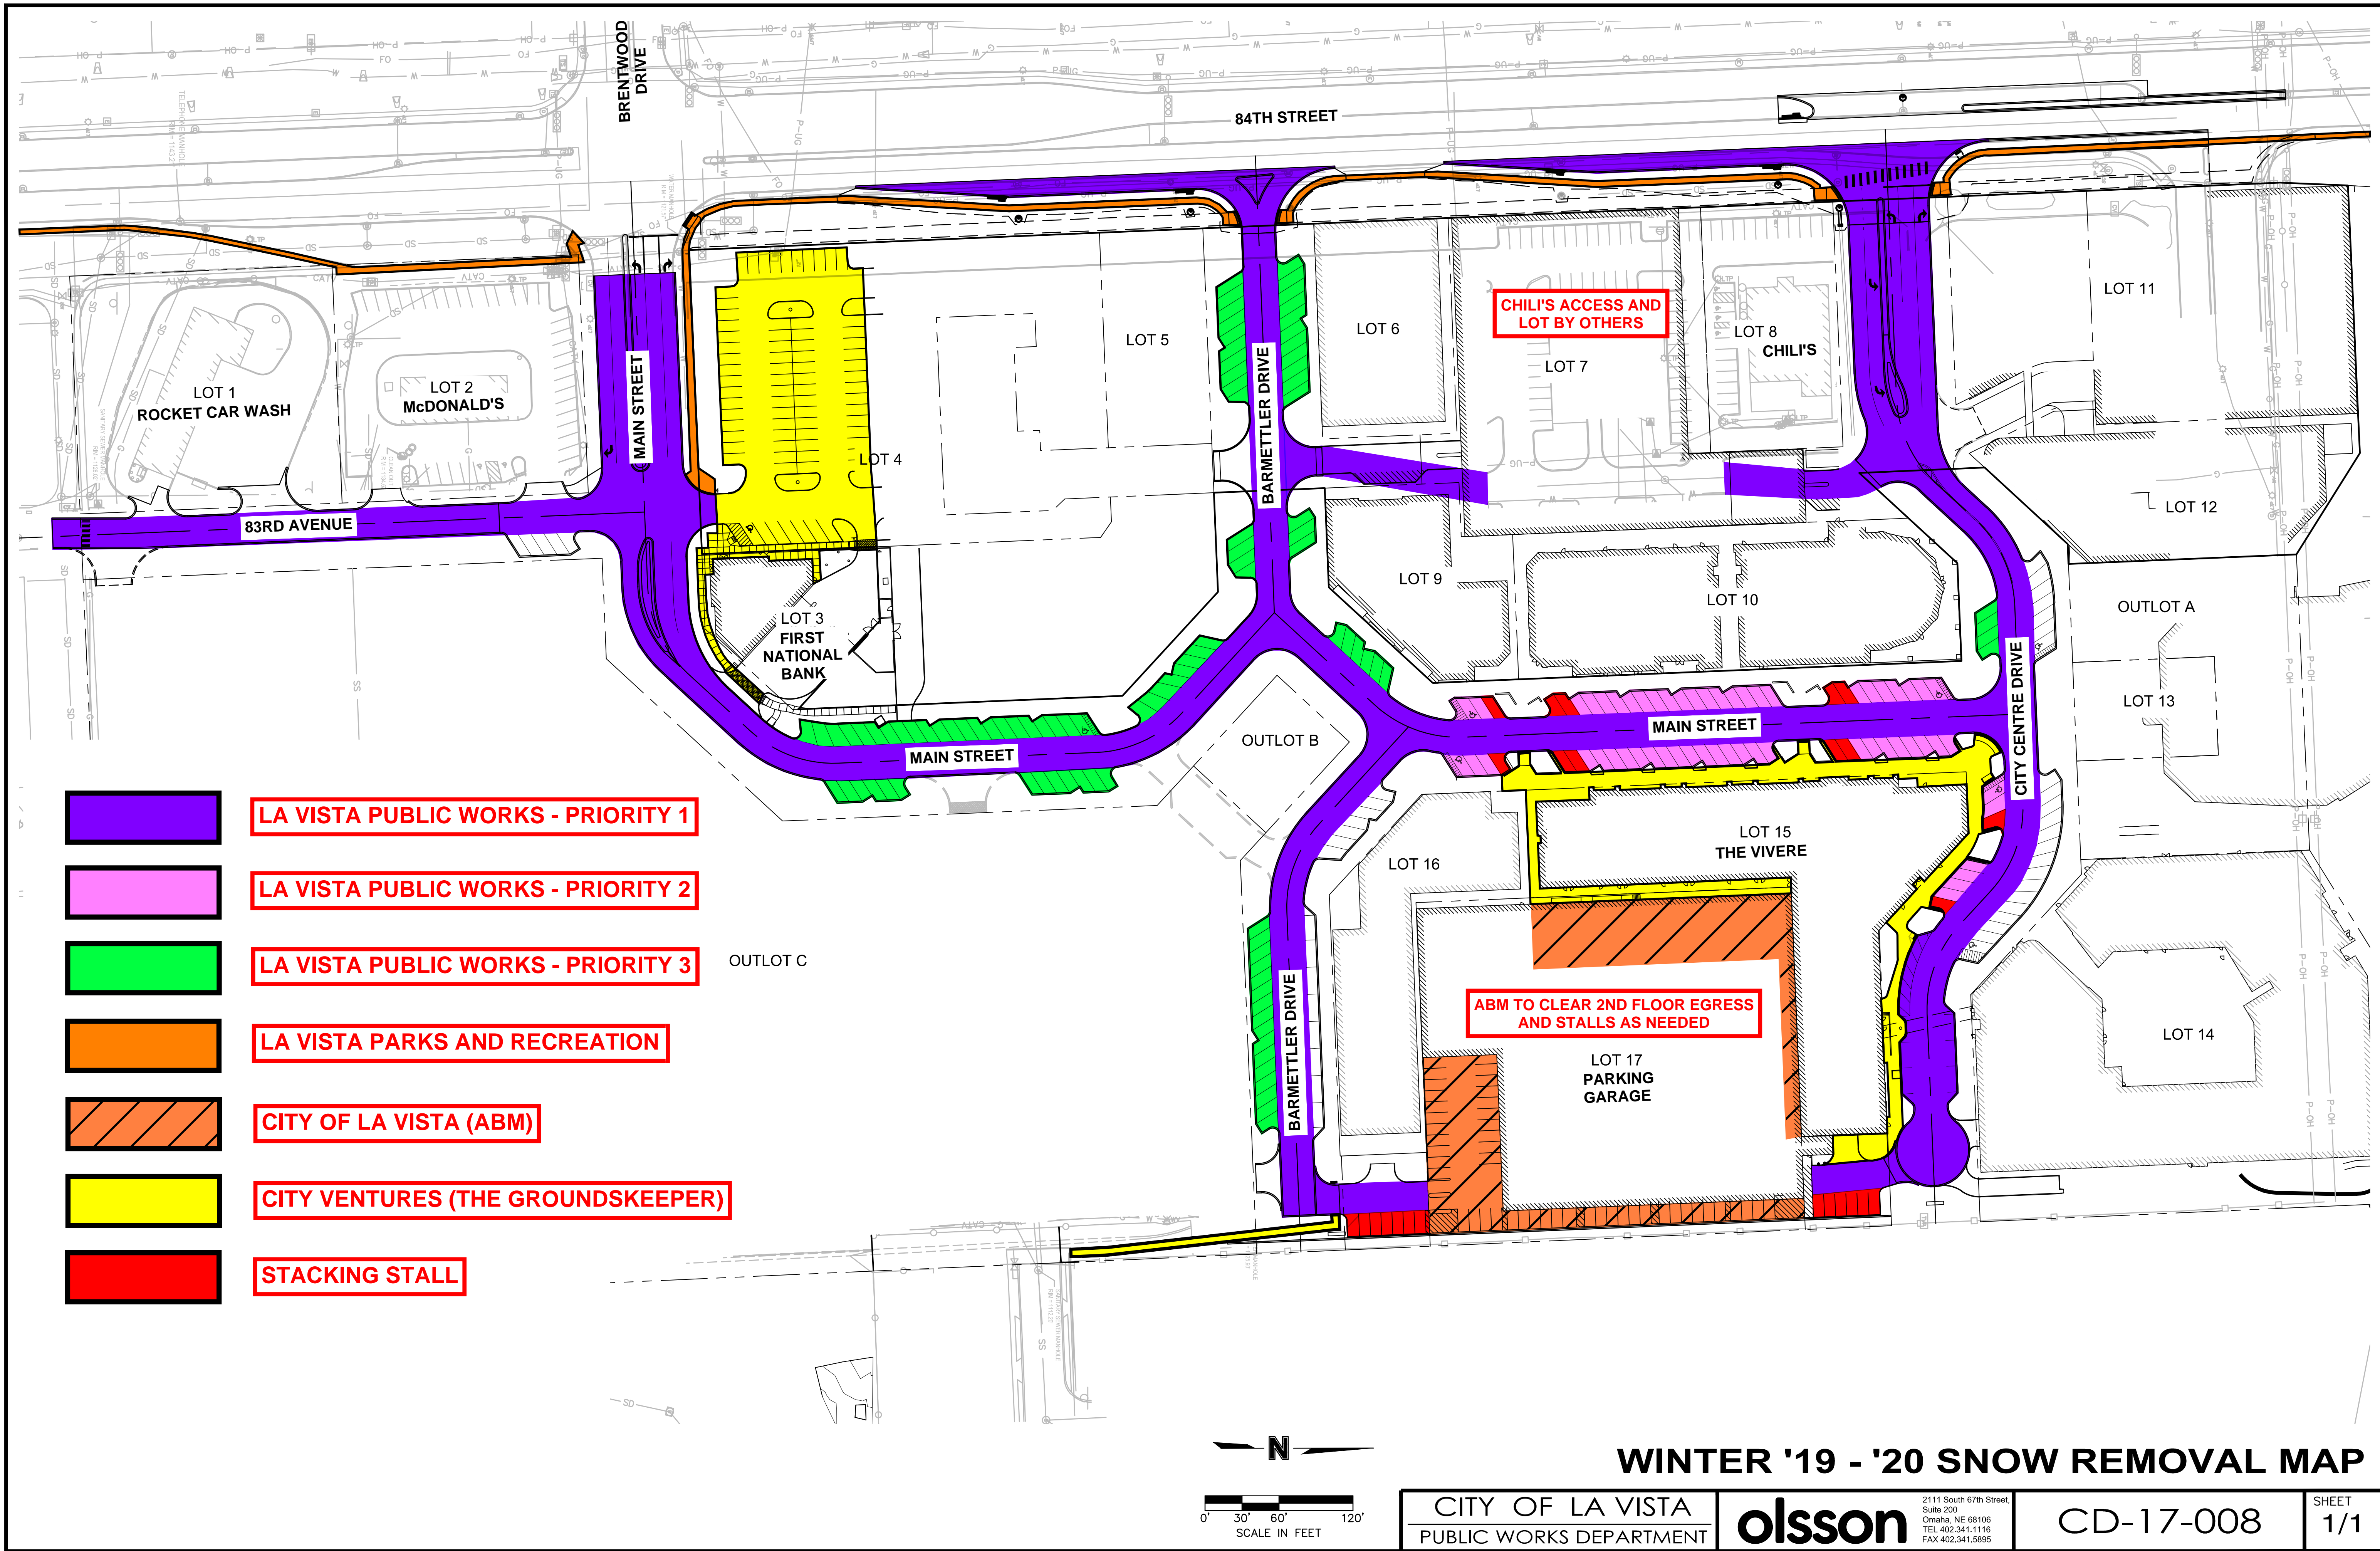 BRENTWOOD
DRIVE
84TH STREET
LOT 1
ROCKET CAR WASH
LOT 2
McDONALD'S
MAIN STREET
83RD AVENUE
LOT 3
FIRST
NATIONAL
BANK
LOT 4
LOT 5
BARMETTLER DRIVE
LOT 6
CHILI'S ACCESS AND
LOT BY OTHERS
LOT 7
LOT 8
CHILI'S
LOT 9
LOT 10
LOT 11
LOT 12
OUTLOT A
LOT 13
CITY CENTRE DRIVE
MAIN STREET
MAIN STREET
OUTLOT B
LOT 15
THE VIVERE
LOT 16
OUTLOT C
BARMETTLER DRIVE
ABM TO CLEAR 2ND FLOOR EGRESS
AND STALLS AS NEEDED
LOT 17
PARKING
GARAGE
LOT 14
LA VISTA PUBLIC WORKS - PRIORITY 1
LA VISTA PUBLIC WORKS - PRIORITY 2
LA VISTA PUBLIC WORKS - PRIORITY 3
LA VISTA PARKS AND RECREATION
CITY OF LA VISTA (ABM)
CITY VENTURES (THE GROUNDSKEEPER)
STACKING STALL
N
0' 30' 60' 120'
SCALE IN FEET
WINTER '19 - '20 SNOW REMOVAL MAP
CITY OF LA VISTA
PUBLIC WORKS DEPARTMENT
olsson
2111 South 67th Street,
Suite 200
Omaha, NE 68106
TEL 402.341.1116
FAX 402.341.5895
CD-17-008
SHEET
1/1